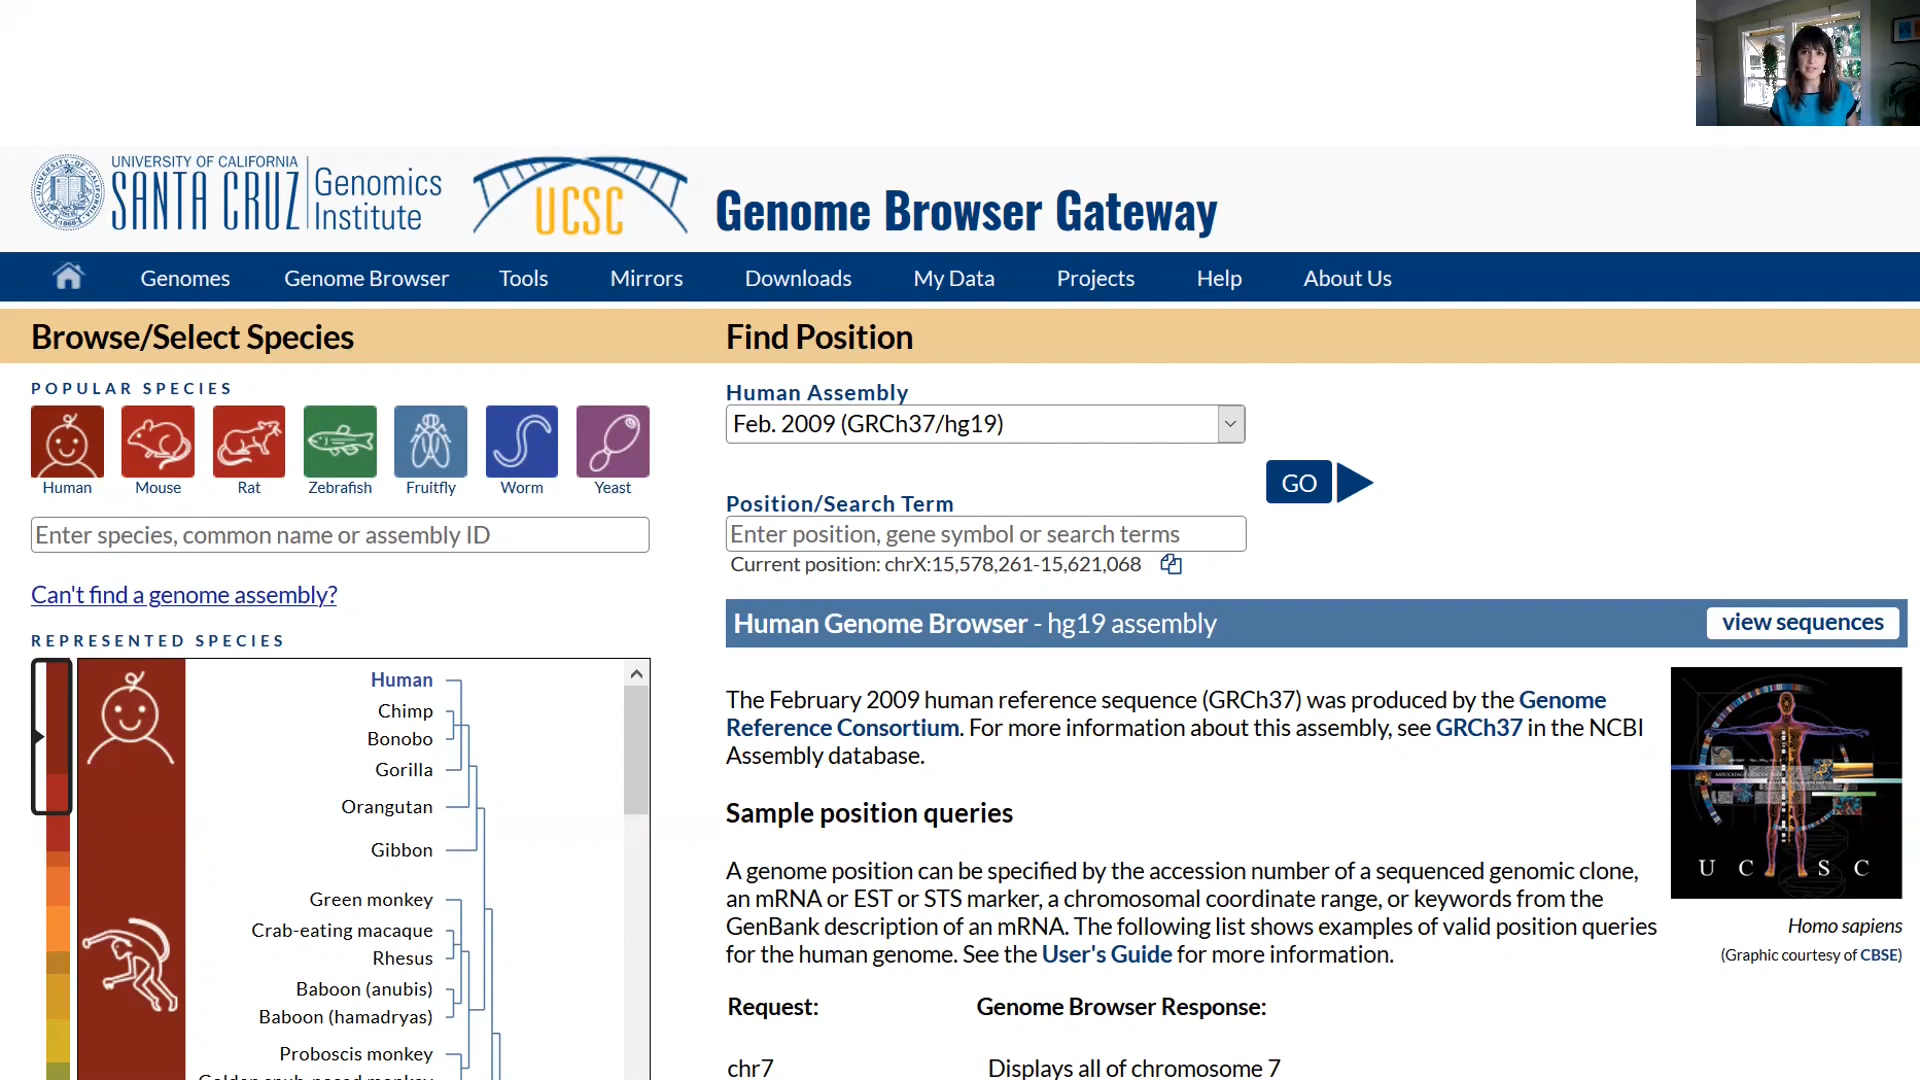 UNIVERSITY OF CALIFORNIA
SANTA CRUZ
Genomics
Institute
UCSC
Genome Browser Gateway
Genomes
Genome Browser
Tools
Mirrors
Downloads
My Data
Projects
Help
About Us
Browse/Select Species
Find Position
POPULAR SPECIES
Human
Mouse
Rat
Zebrafish
Fruitfly
Worm
Yeast
Enter species, common name or assembly ID
Can't find a genome assembly?
REPRESENTED SPECIES
Human
Chimp
Bonobo
Gorilla
Orangutan
Gibbon
Green monkey
Crab-eating macaque
Rhesus
Baboon (anubis)
Baboon (hamadryas)
Proboscis monkey
Human Assembly
Feb. 2009 (GRCh37/hg19)
GO
Position/Search Term
Enter position, gene symbol or search terms
Current position: chrX:15,578,261-15,621,068
Human Genome Browser - hg19 assembly
view sequences
The February 2009 human reference sequence (GRCh37) was produced by the Genome
Reference Consortium. For more information about this assembly, see GRCh37 in the NCBI
Assembly database.
Sample position queries
A genome position can be specified by the accession number of a sequenced genomic clone,
an mRNA or EST or STS marker, a chromosomal coordinate range, or keywords from the
GenBank description of an mRNA. The following list shows examples of valid position queries
for the human genome. See the User's Guide for more information.
U C S C
Homo sapiens
(Graphic courtesy of CBSE)
Request:
Genome Browser Response:
chr7
Displays all of chromosome 7